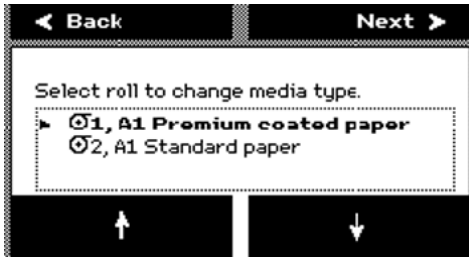 Back
Next
Select roll to change media type.
1, A1 Premium coated paper
2, A1 Standard paper